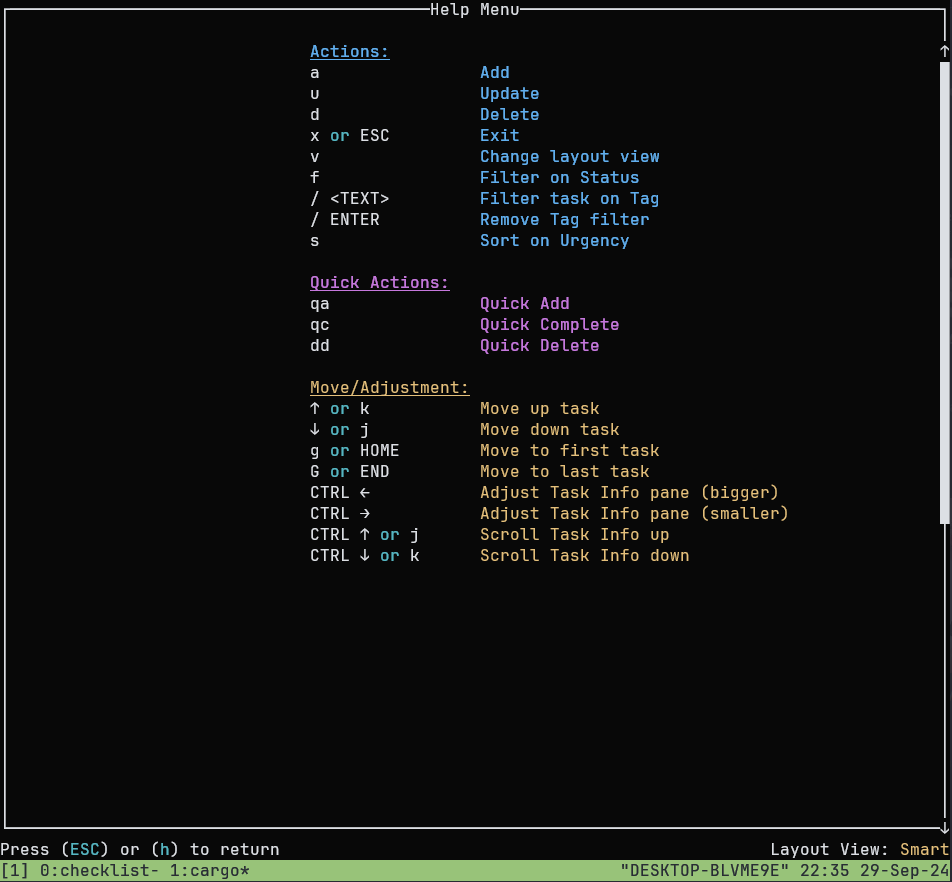 Help Menu
Actions:
a Add
u Update
d Delete
x or ESC Exit
v Change layout view
f Filter on Status
/ <TEXT> Filter task on Tag
/ ENTER Remove Tag filter
s Sort on Urgency
Quick Actions:
qa Quick Add
qc Quick Complete
dd Quick Delete
Move/Adjustment:
↑ or k Move up task
↓ or j Move down task
g or HOME Move to first task
G or END Move to last task
CTRL ← Adjust Task Info pane (bigger)
CTRL → Adjust Task Info pane (smaller)
CTRL ↑ or j Scroll Task Info up
CTRL ↓ or k Scroll Task Info down
Press (ESC) or (h) to return Layout View: Smart
[1] 0:checklist- 1:cargo* "DESKTOP-BLVME9E" 22:35 29-Sep-24